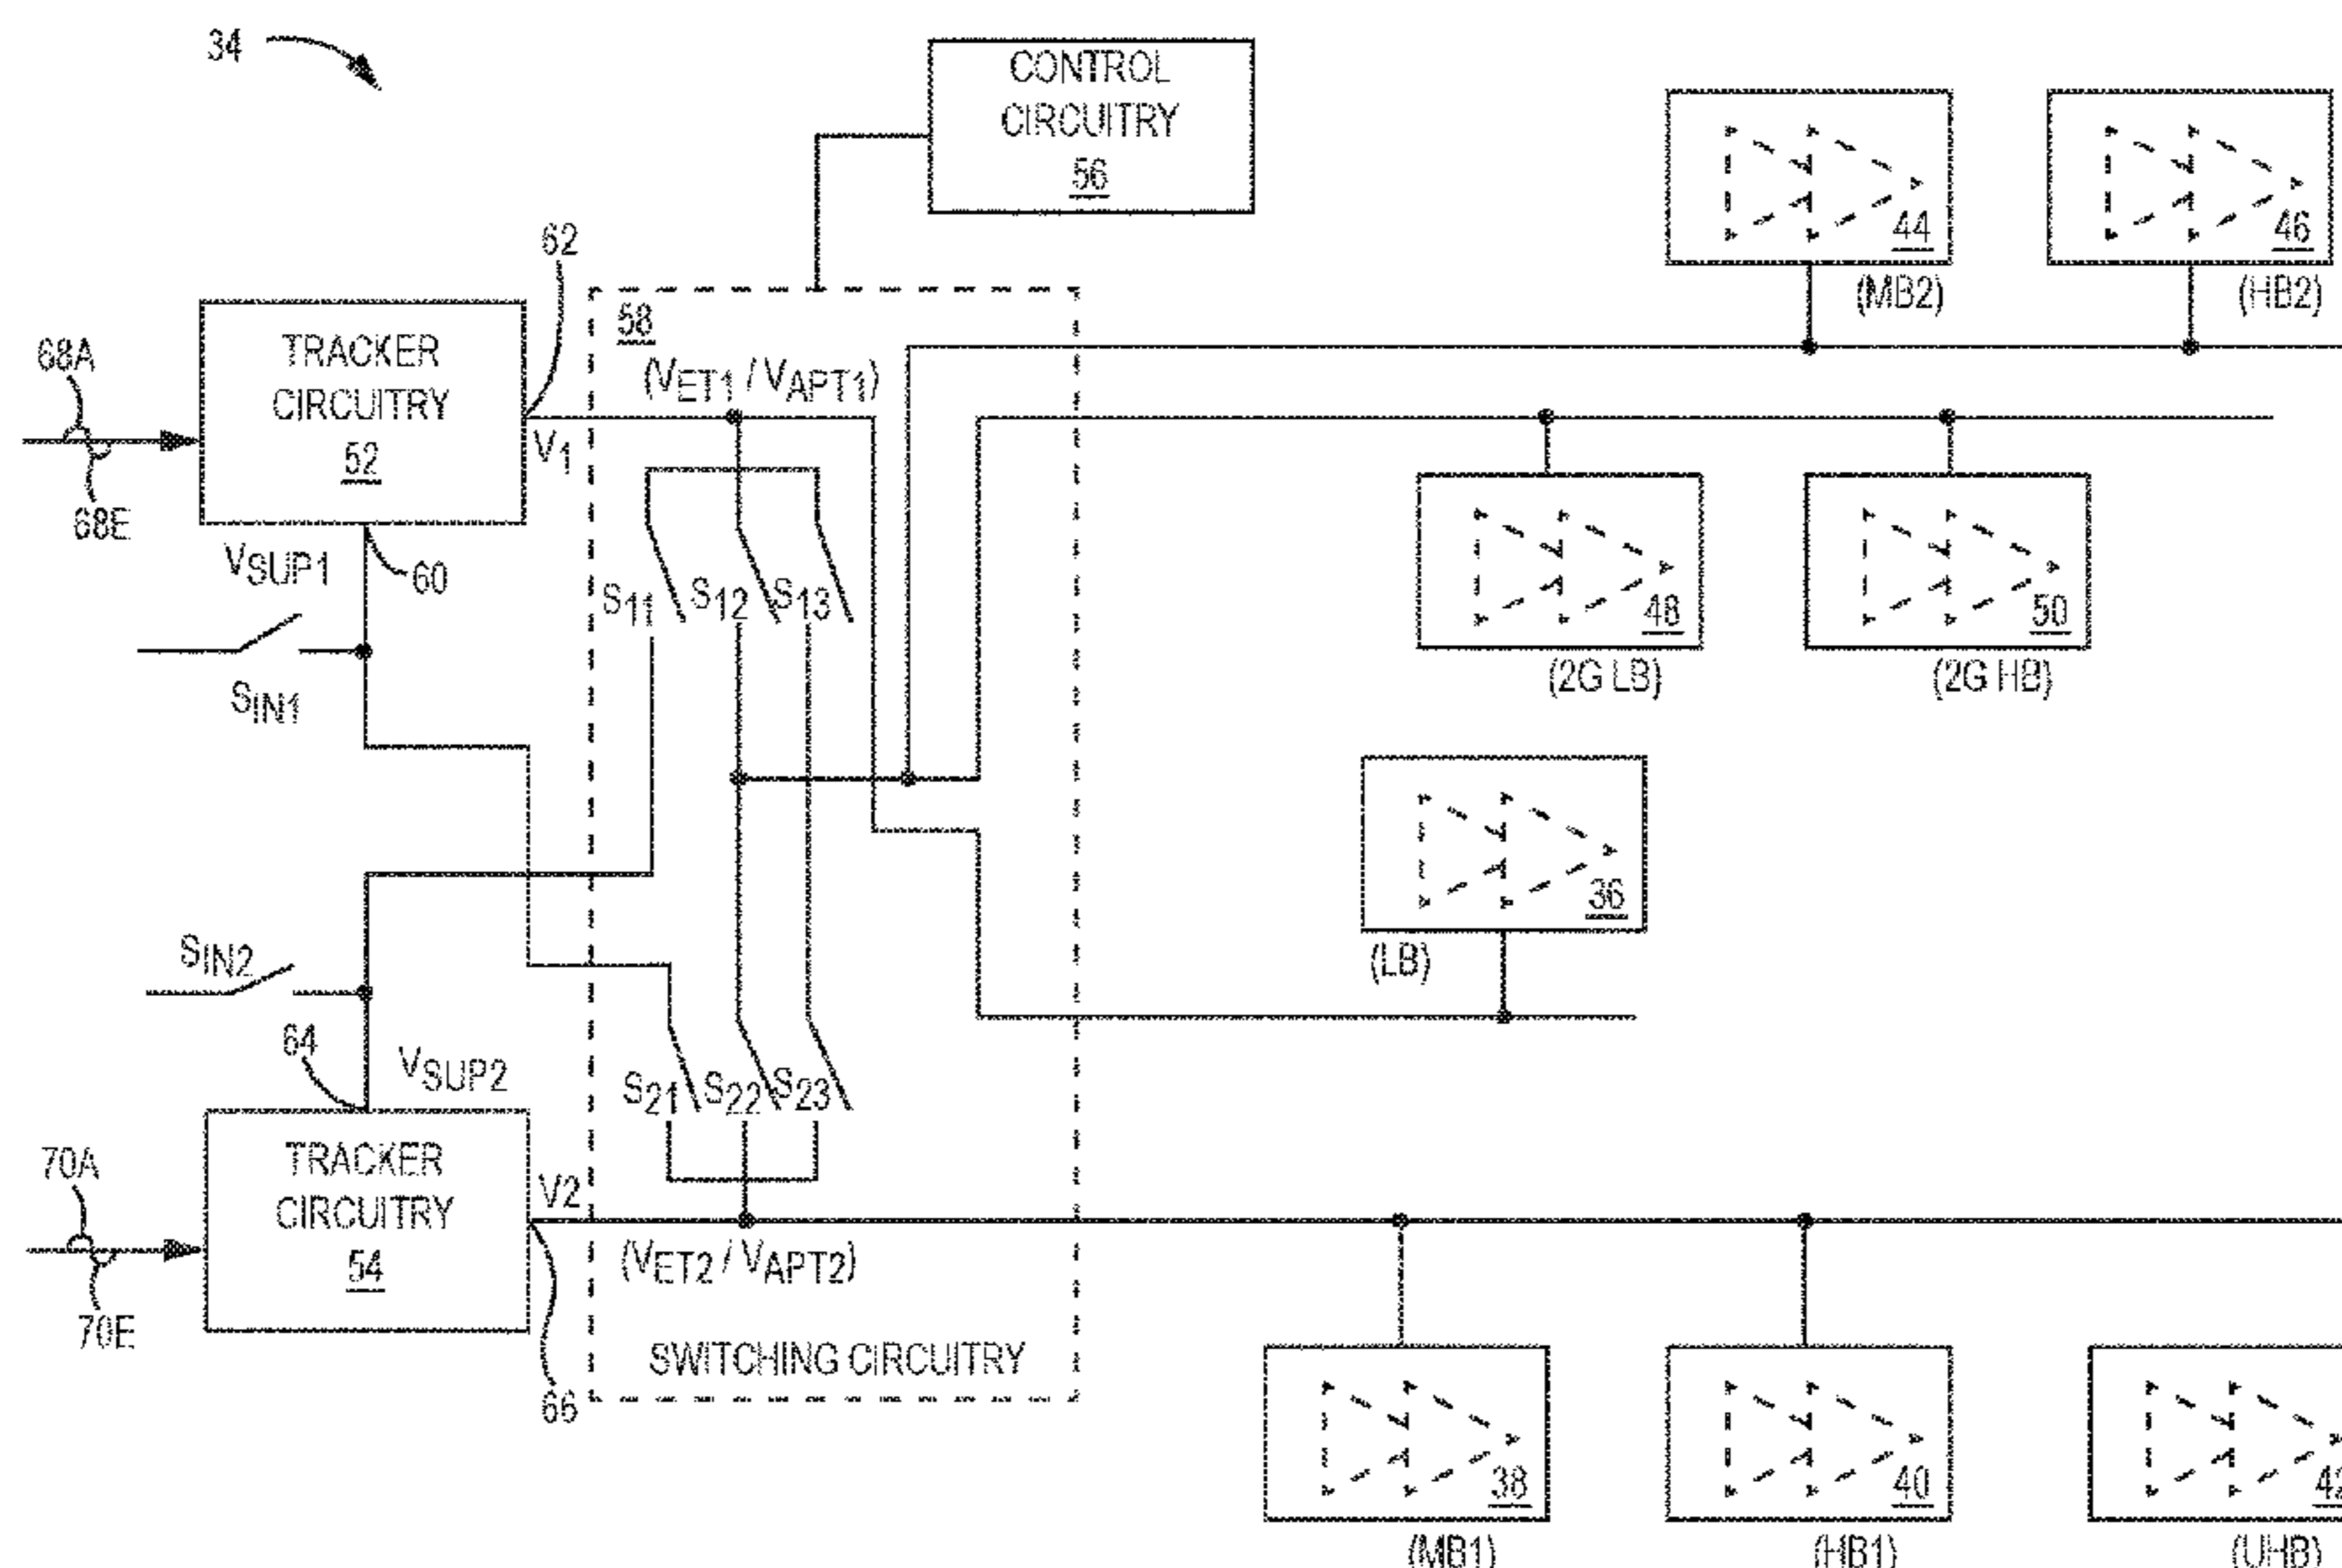 34
CONTROL
CIRCUITRY
56
44
(MB2)
46
(HB2)
62
58
TRACKER
CIRCUITRY
52
68A
68E
(VET1 / VAPT1)
V1
VSUP1
60
S11
S12
S13
48
(2G LB)
50
(2G HB)
SIN1
36
(LB)
SIN2
64
VSUP2
S21
S22
S23
70A
TRACKER
CIRCUITRY
54
V2
(VET2 / VAPT2)
70E
66
SWITCHING CIRCUITRY
38
(MB1)
40
(HB1)
42
(UHB)